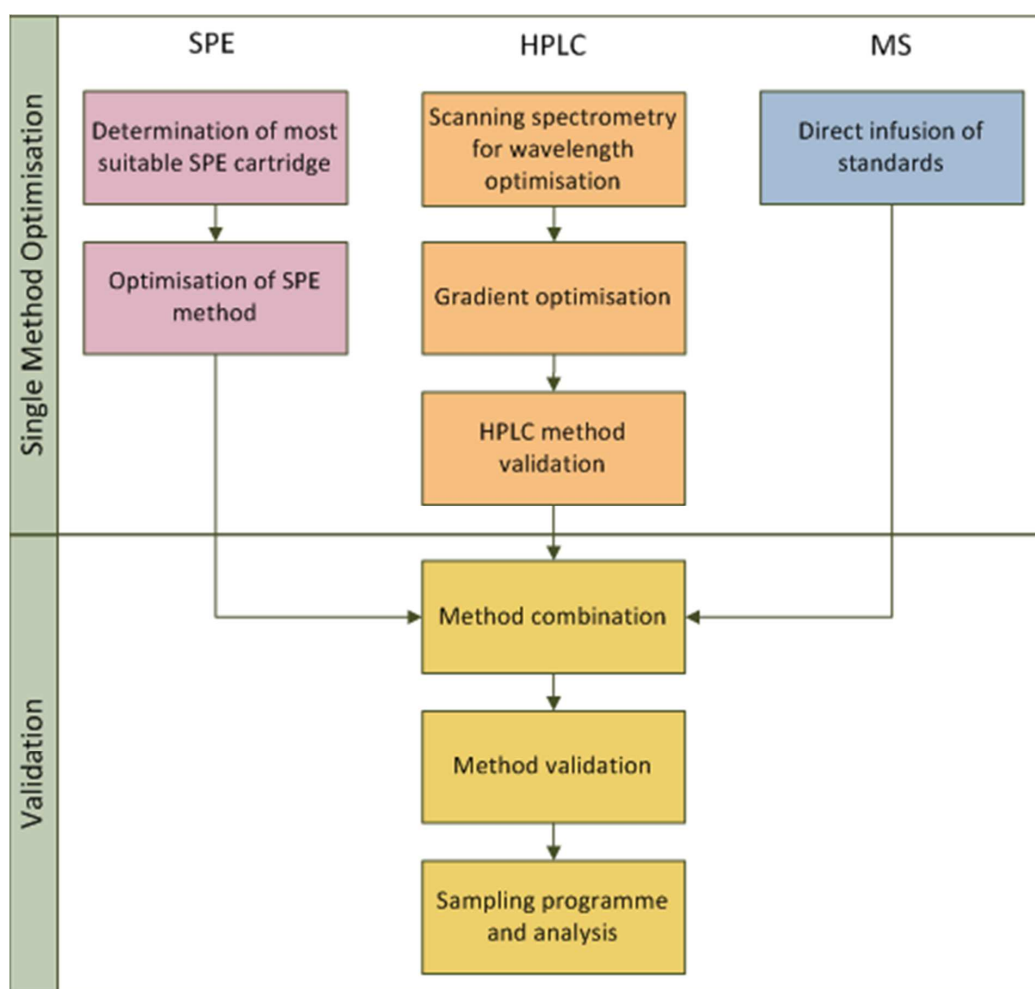 SPE
HPLC
MS
Single Method Optimisation
Determination of most
suitable SPE cartridge
Scanning spectrometry
for wavelength
optimisation
Direct infusion of
standards
Optimisation of SPE
method
Gradient optimisation
HPLC method
validation
Validation
Method combination
Method validation
Sampling programme
and analysis